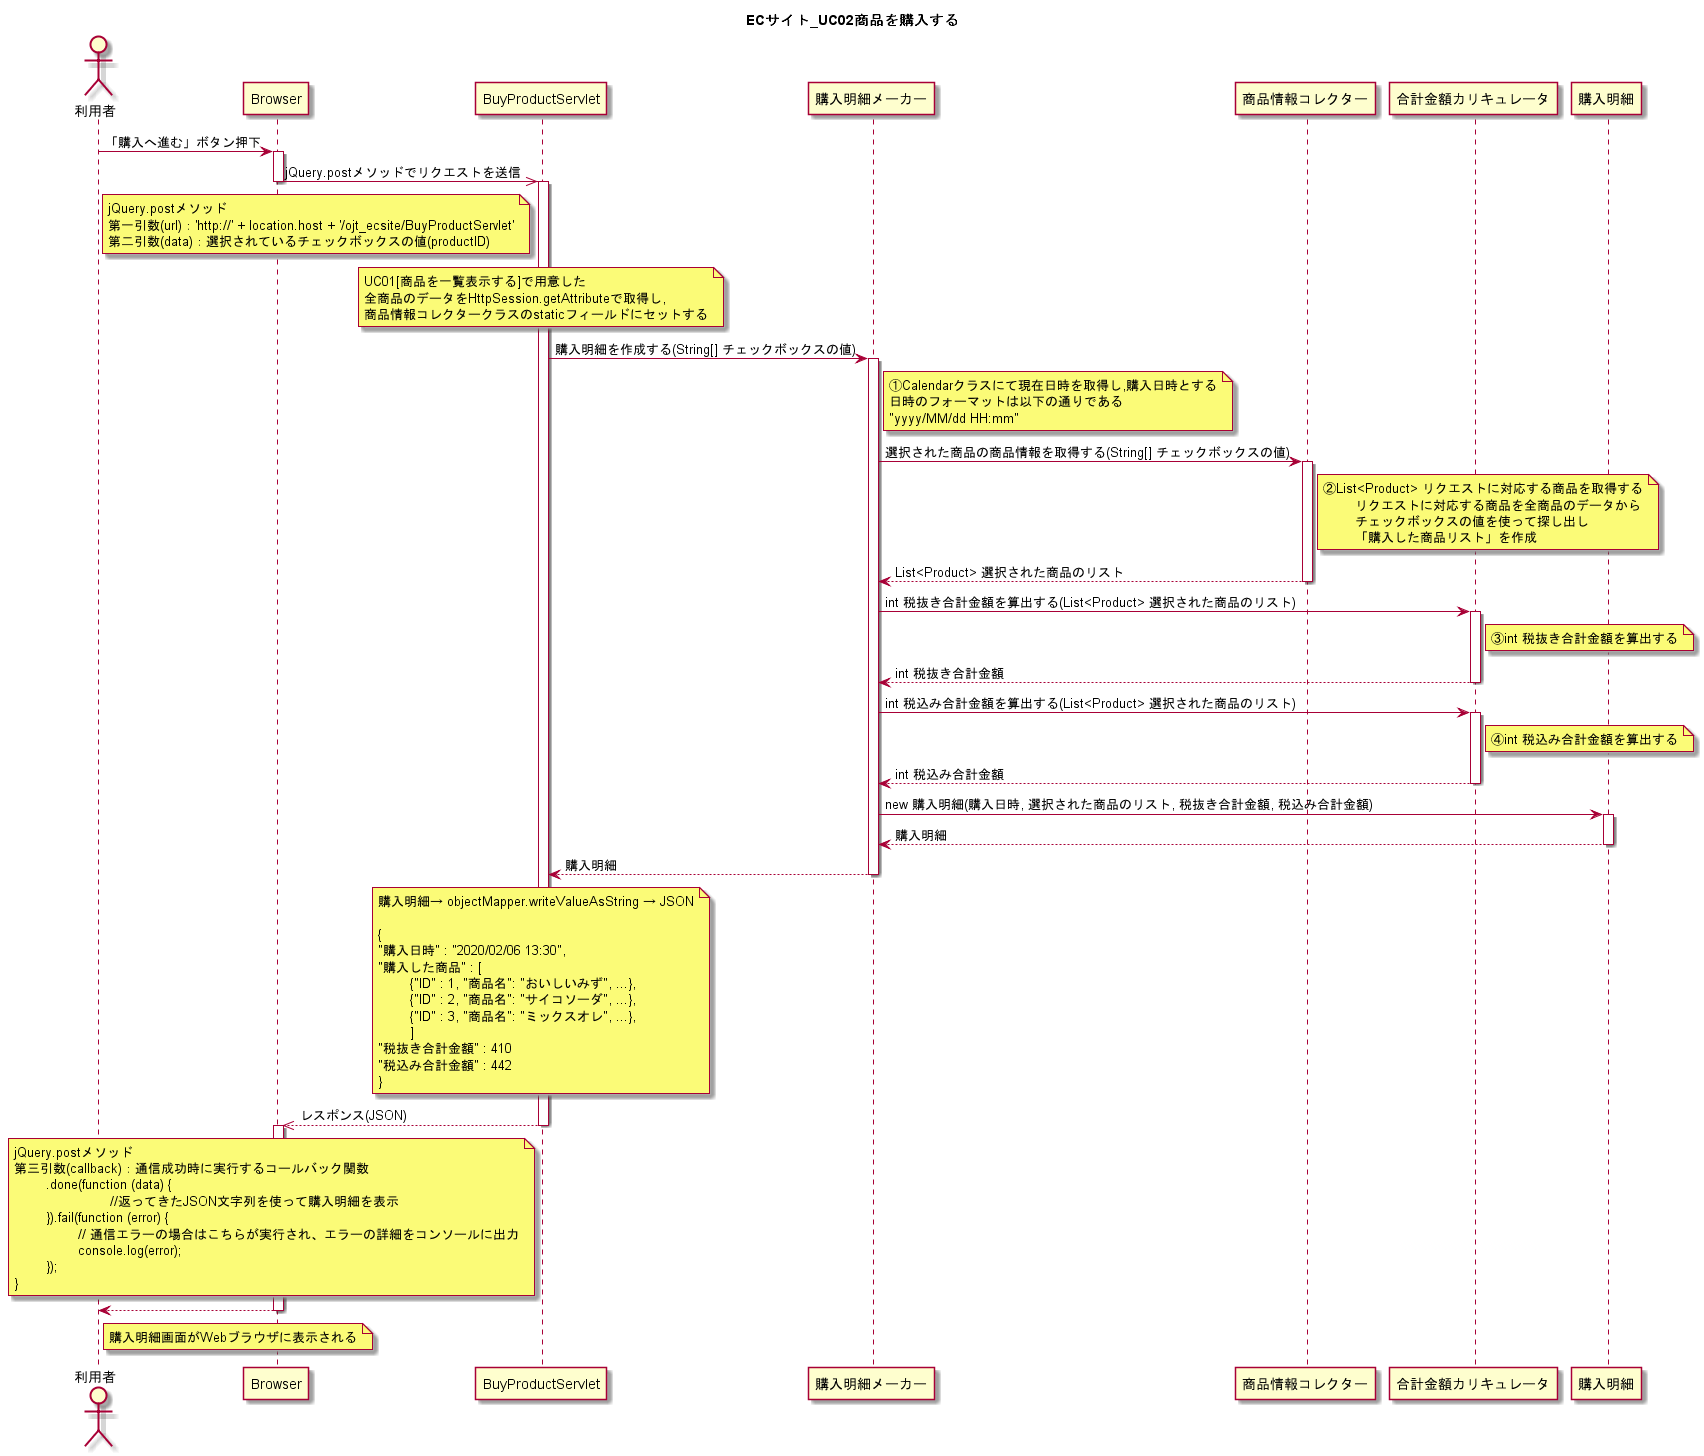 ECサイト_UC02商品を購入する
利用者
Browser
BuyProductServlet
購入明細メーカー
商品情報コレクター
合計金額カリキュレータ
購入明細
「購入へ進む」ボタン押下
jQuery.postメソッドでリクエストを送信
jQuery.postメソッド
第一引数(url) : 'http://' + location.host + '/ojt_ecsite/BuyProductServlet'
第二引数(data) : 選択されているチェックボックスの値(productID)
UC01[商品を一覧表示する]で用意した
全商品のデータをHttpSession.getAttributeで取得し,
商品情報コレクタークラスのstaticフィールドにセットする
購入明細を作成する(String[] チェックボックスの値)
①Calendarクラスにて現在日時を取得し,購入日時とする
日時のフォーマットは以下の通りである
"yyyy/MM/dd HH:mm"
選択された商品の商品情報を取得する(String[] チェックボックスの値)
②List<Product> リクエストに対応する商品を取得する
リクエストに対応する商品を全商品のデータから
チェックボックスの値を使って探し出し
「購入した商品リスト」を作成
List<Product> 選択された商品のリスト
int 税抜き合計金額を算出する(List<Product> 選択された商品のリスト)
③int 税抜き合計金額を算出する
int 税抜き合計金額
int 税込み合計金額を算出する(List<Product> 選択された商品のリスト)
④int 税込み合計金額を算出する
int 税込み合計金額
new 購入明細(購入日時, 選択された商品のリスト, 税抜き合計金額, 税込み合計金額)
購入明細
購入明細
購入明細→ objectMapper.writeValueAsString → JSON
{
"購入日時" : "2020/02/06 13:30",
"購入した商品" : [
{"ID" : 1, "商品名": "おいしいみず", ...},
{"ID" : 2, "商品名": "サイコソーダ", ...},
{"ID" : 3, "商品名": "ミックスオレ", ...},
]
"税抜き合計金額" : 410
"税込み合計金額" : 442
}
レスポンス(JSON)
jQuery.postメソッド
第三引数(callback) : 通信成功時に実行するコールバック関数
.done(function (data) {
//返ってきたJSON文字列を使って購入明細を表示
}).fail(function (error) {
// 通信エラーの場合はこちらが実行され、エラーの詳細をコンソールに出力
console.log(error);
});
}
購入明細画面がWebブラウザに表示される
利用者
Browser
BuyProductServlet
購入明細メーカー
商品情報コレクター
合計金額カリキュレータ
購入明細